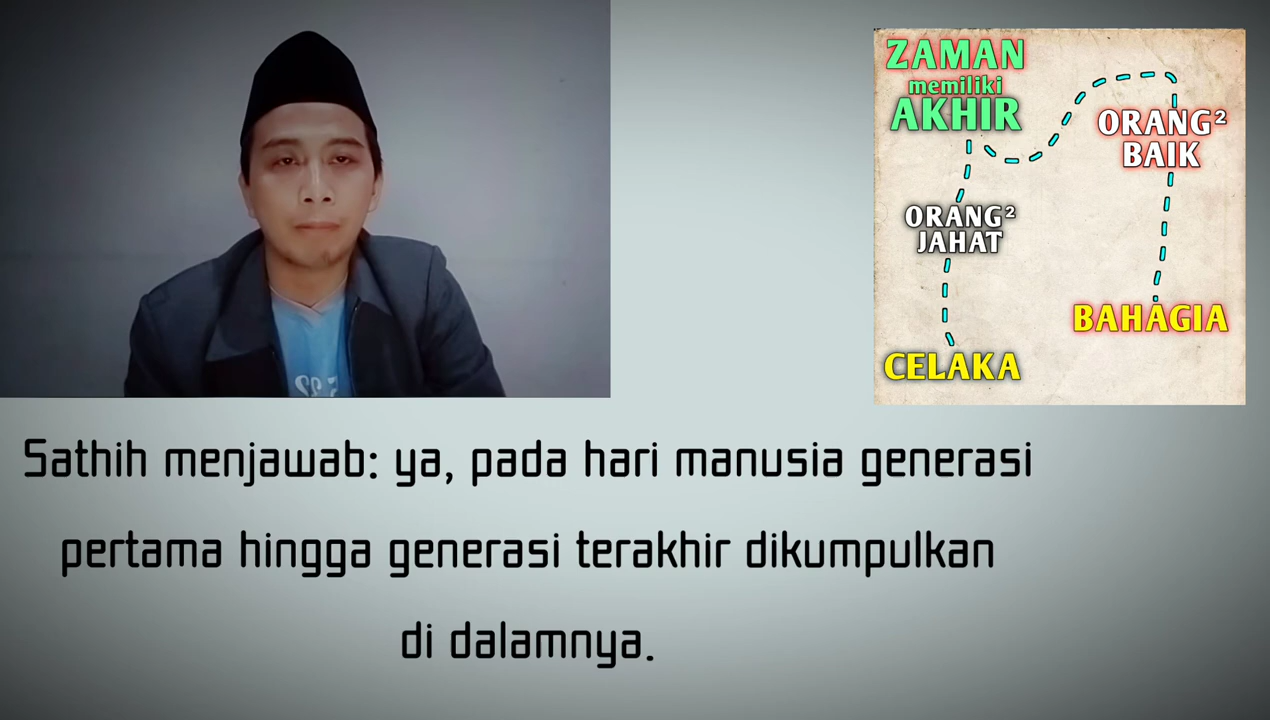 ZAMAN
memiliki
AKHIR
ORANG²
BAIK
ORANG²
JAHAT
BAHAGIA
CELAKA
Sathih menjawab: ya, pada hari manusia generasi
pertama hingga generasi terakhir dikumpulkan
di dalamnya.